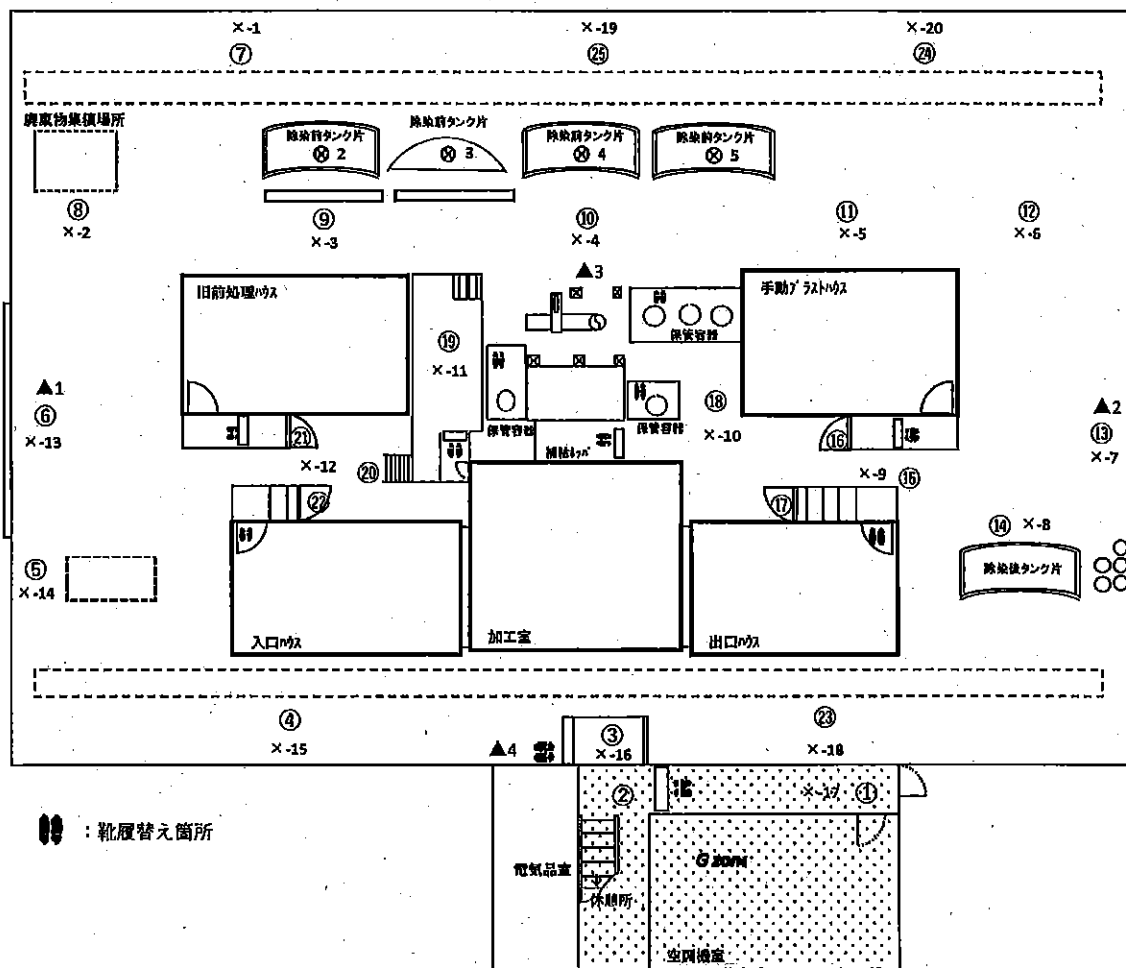 ×-1
×-19
×-20
⑦
㉕
㉔
廃棄物集積場所
除染前タンク片
⊗ 2
除染前タンク片
⊗ 3
除染前タンク片
⊗ 4
除染前タンク片
⊗ 5
⑧
×-2
⑨
×-3
⑩
×-4
⑪
×-5
⑫
×-6
▲3
旧前処理ハウス
手動ブラストハウス
保管容器
⑲
×-11
▲1
⑥
×-13
▲2
⑬
×-7
⑱
×-10
保管容器
保管容器
㉑
⑯
×-12
⑳
×-9
⑯
㉒
⑰
⑭
×-8
除染後タンク片
⑤
×-14
入口ハウス
加工室
出口ハウス
④
×-15
▲4
③
×-16
㉓
×-18
②
×-17
①
:靴履替え箇所
電気品室
休憩所
G zone
空調機室